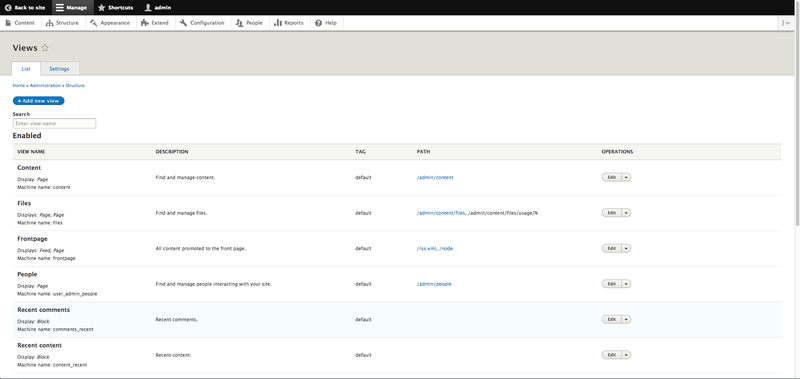 Back to site Manage Shortcuts admin
Content Structure Appearance Extend Configuration People Reports Help
Views
List Settings
Home » Administration » Structure
+ Add new view
Search
Enter view name
Enabled
VIEW NAME DESCRIPTION TAG PATH OPERATIONS
Content
Display: Page
Machine name: content
Find and manage content. default /admin/content Edit
Files
Displays: Page, Page
Machine name: files
Find and manage files. default /admin/content/files, /admin/content/files/usage/% Edit
Frontpage
Displays: Feed, Page
Machine name: frontpage
All content promoted to the front page. default /rss.xml, /node Edit
People
Display: Page
Machine name: user_admin_people
Find and manage people interacting with your site. default /admin/people Edit
Recent comments
Display: Block
Machine name: comments_recent
Recent comments. default Edit
Recent content
Display: Block
Machine name: content_recent
Recent content. default Edit